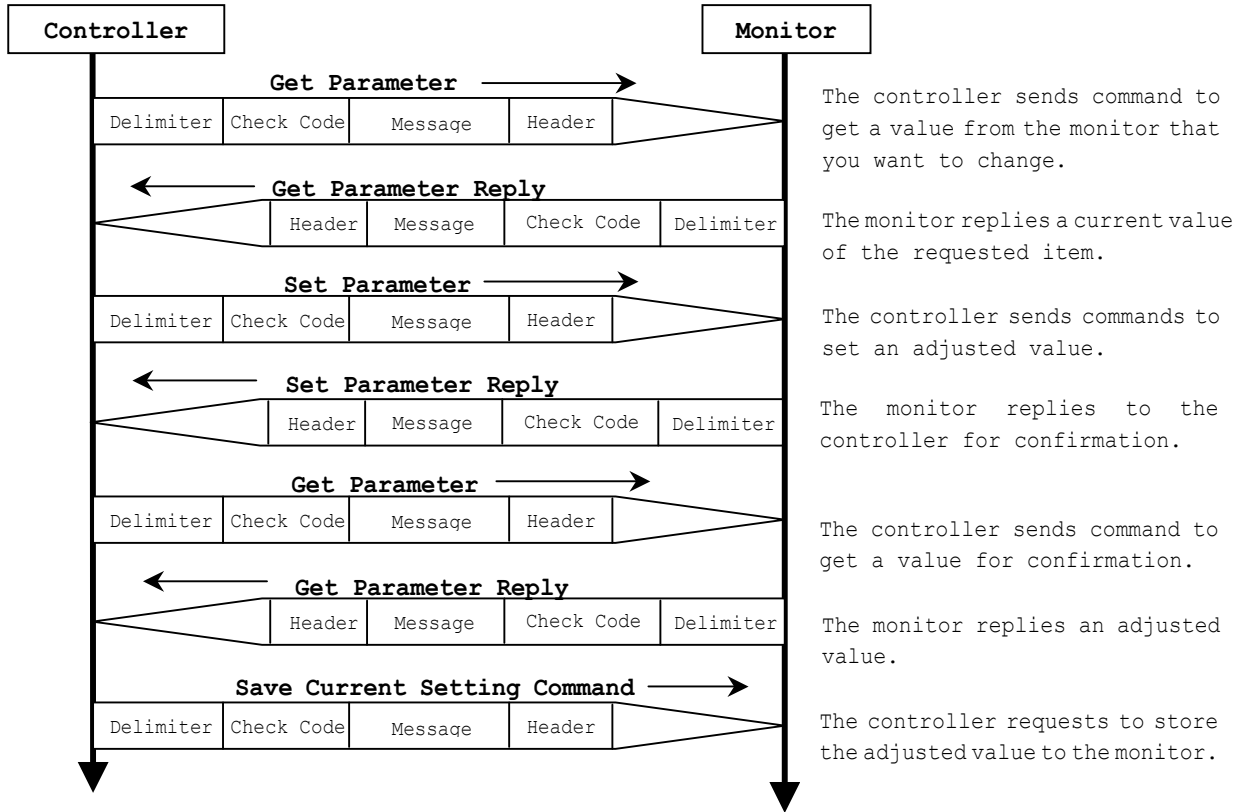 Controller
Monitor
Get Parameter
Delimiter Check Code Message Header
The controller sends command to
get a value from the monitor that
you want to change.
Get Parameter Reply
Header Message Check Code Delimiter
The monitor replies a current value
of the requested item.
Set Parameter
Delimiter Check Code Message Header
The controller sends commands to
set an adjusted value.
Set Parameter Reply
Header Message Check Code Delimiter
The monitor replies to the
controller for confirmation.
Get Parameter
Delimiter Check Code Message Header
The controller sends command to
get a value for confirmation.
Get Parameter Reply
Header Message Check Code Delimiter
The monitor replies an adjusted
value.
Save Current Setting Command
Delimiter Check Code Message Header
The controller requests to store
the adjusted value to the monitor.